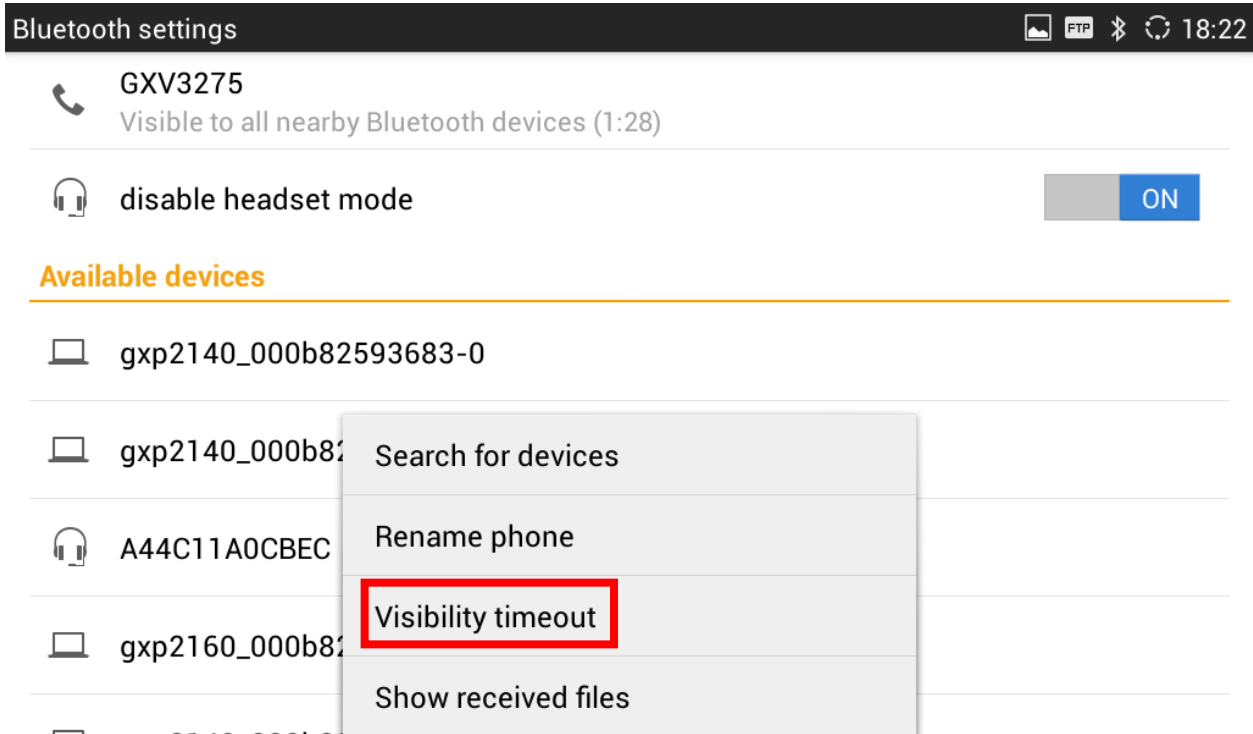 Bluetooth settings
FTP 18:22
GXV3275
Visible to all nearby Bluetooth devices (1:28)
disable headset mode
ON
Available devices
gxp2140_000b82593683-0
gxp2140_000b82
Search for devices
Rename phone
A44C11A0CBEC
Visibility timeout
gxp2160_000b82
Show received files